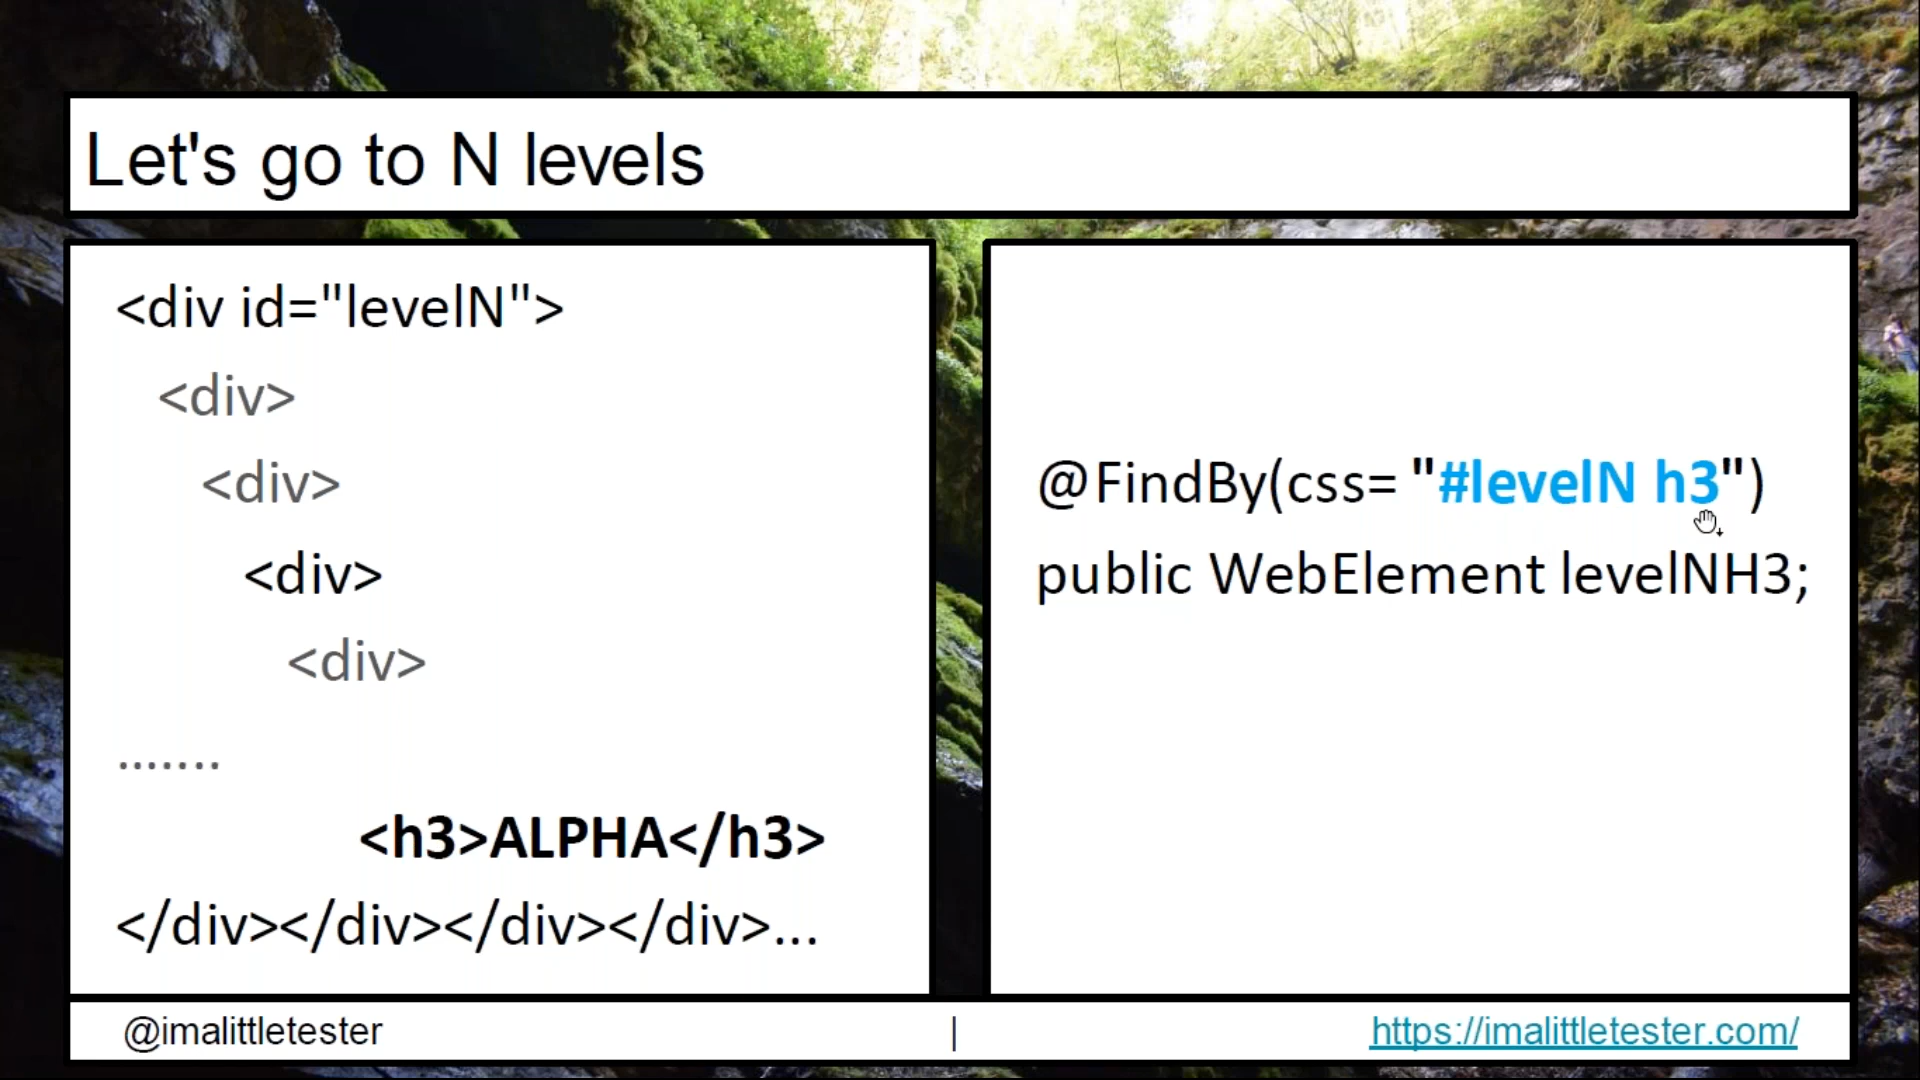 Let's go to N levels
<div id="levelN">
<div>
<div>
<div>
<div>
.......
<h3>ALPHA</h3>
</div></div></div></div>...
@FindBy(css= "#levelN h3")
public WebElement levelNH3;
@imalittletester
|
https://imalittletester.com/